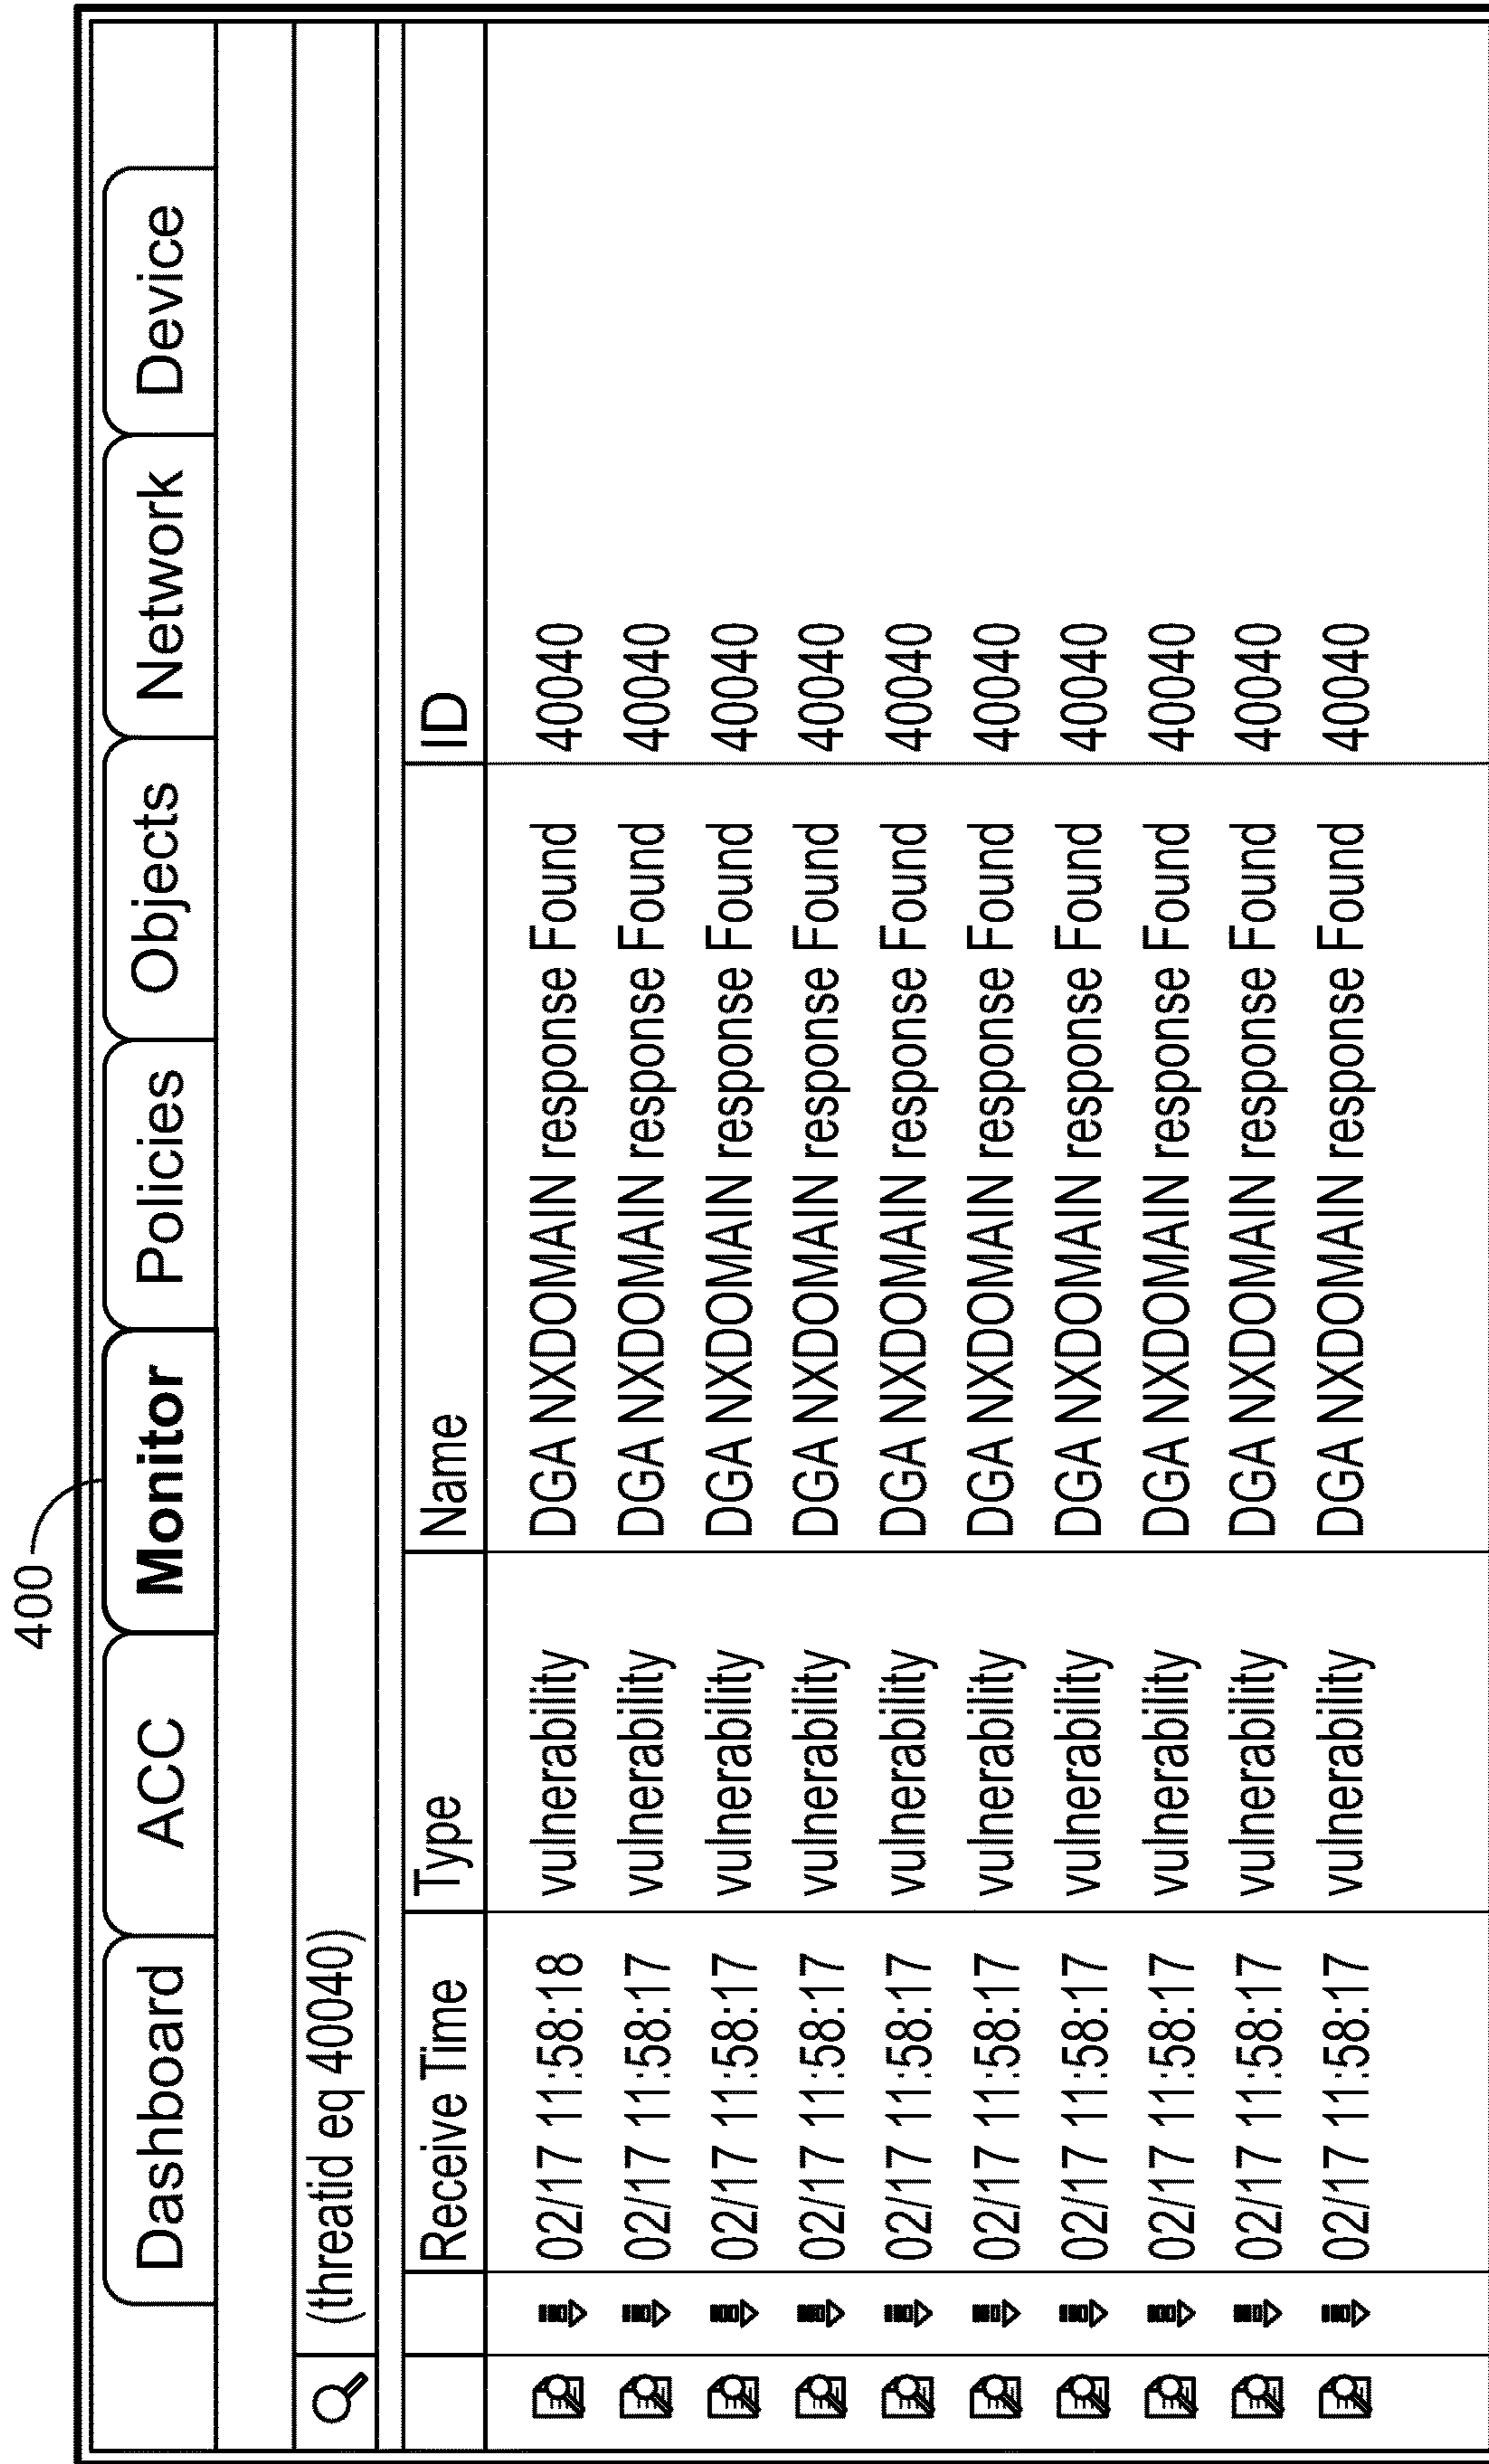 400
Dashboard ACC Monitor Policies Objects Network Device
(threatid eq 40040)
Receive Time Type Name ID
02/17 11:58:18 vulnerability DGA NXDOMAIN response Found 40040
02/17 11:58:17 vulnerability DGA NXDOMAIN response Found 40040
02/17 11:58:17 vulnerability DGA NXDOMAIN response Found 40040
02/17 11:58:17 vulnerability DGA NXDOMAIN response Found 40040
02/17 11:58:17 vulnerability DGA NXDOMAIN response Found 40040
02/17 11:58:17 vulnerability DGA NXDOMAIN response Found 40040
02/17 11:58:17 vulnerability DGA NXDOMAIN response Found 40040
02/17 11:58:17 vulnerability DGA NXDOMAIN response Found 40040
02/17 11:58:17 vulnerability DGA NXDOMAIN response Found 40040
02/17 11:58:17 vulnerability DGA NXDOMAIN response Found 40040